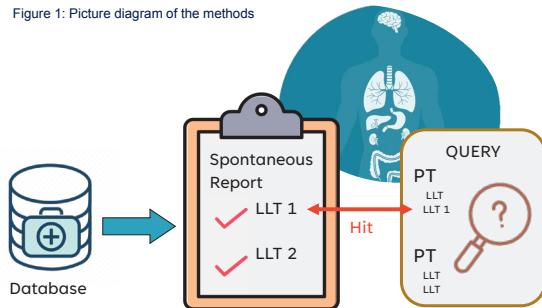 Figure 1: Picture diagram of the methods
Spontaneous
Report
LLT 1
LLT 2
Database
Hit
QUERY
PT
LLT
LLT 1
PT
LLT
LLT
?